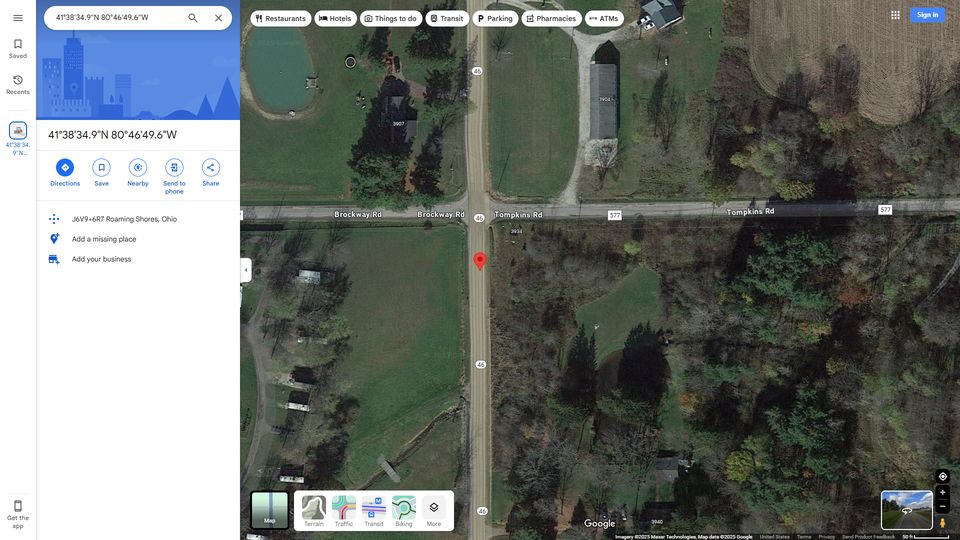 41°38'34.9"N 80°46'49.6"W
Restaurants
Hotels
Things to do
Transit
Parking
Pharmacies
ATMs
Sign in
Saved
Recents
41°38'34.
9"N...
41°38'34.9"N 80°46'49.6"W
Directions
Save
Nearby
Send to
phone
Share
J6V9+6R7 Roaming Shores, Ohio
Add a missing place
Add your business
Get the
app
46
3904
3907
Brockway Rd
Brockway Rd
46
Tompkins Rd
577
Tompkins Rd
577
3934
46
46
3940
Map
Terrain
Traffic
Transit
Biking
More
Google
Imagery ©2025 Maxar Technologies, Map data ©2025 Google
United States
Terms
Privacy
Send Product Feedback
50 ft